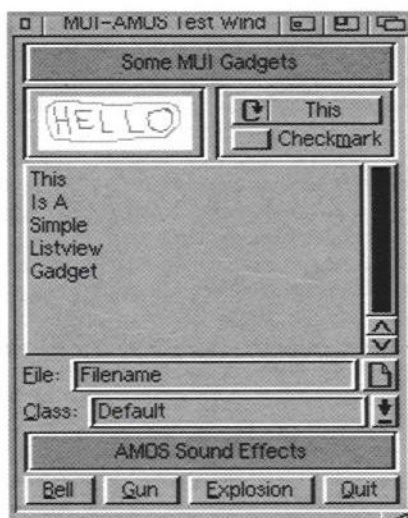 MUI-AMOS Test Wind
Some MUI Gadgets
HELLO
This
Checkmark
This
Is A
Simple
Listview
Gadget
File: Filename
Class: Default
AMOS Sound Effects
Bell Gun Explosion Quit